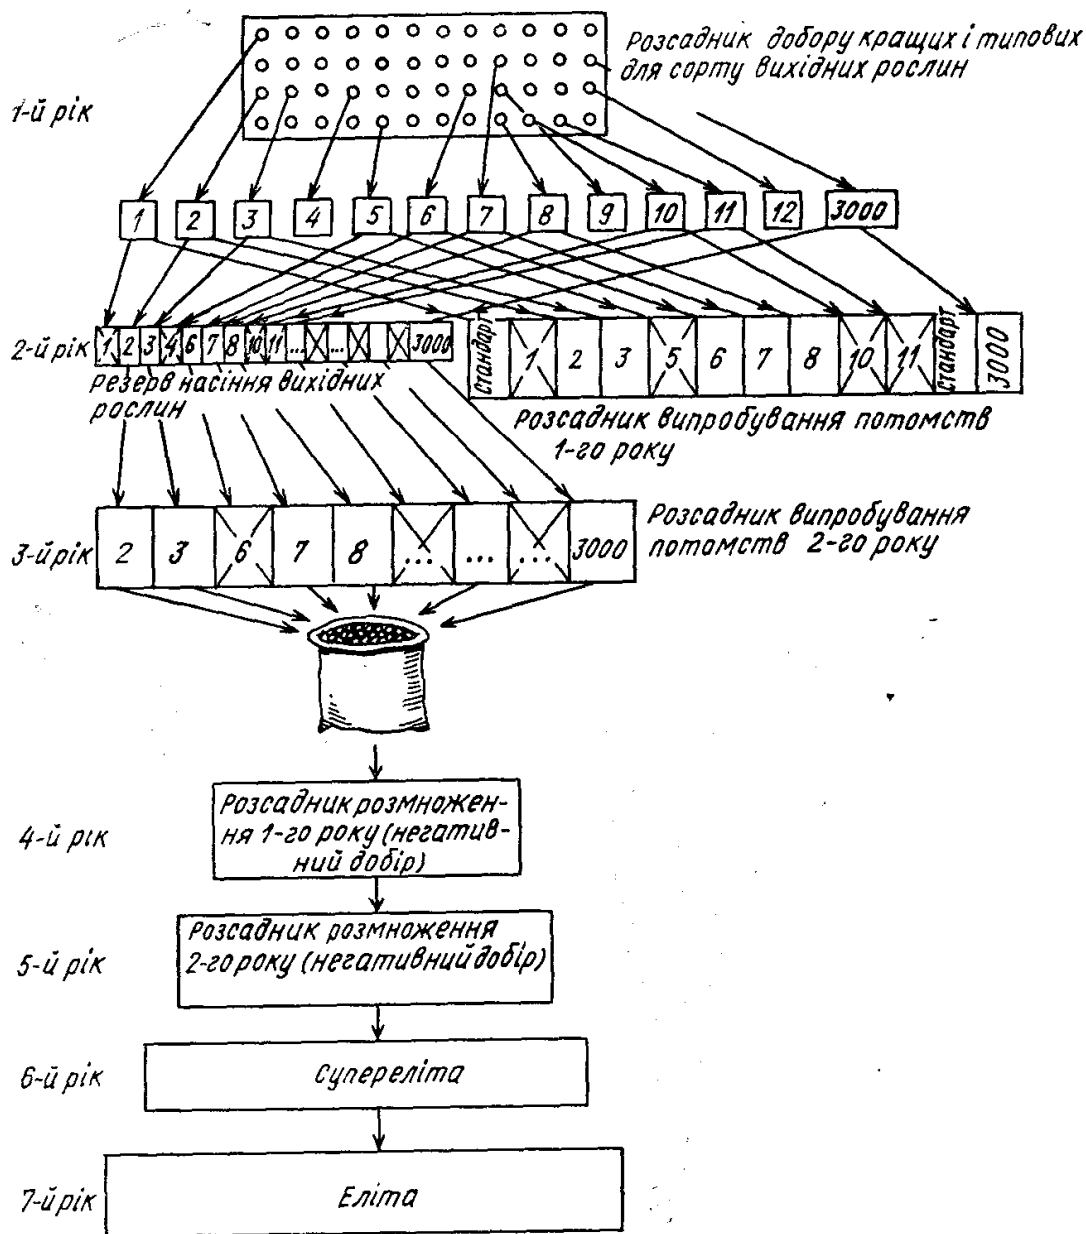 Розсадник добору кращих і типових
для сорту вихідних рослин
1-й рік
1 2 3 4 5 6 7 8 9 10 11 12 3000
2-й рік
1 2 3 4 6 7 8 10 11 ... ... 3000
Стандарт 1 2 3 5 6 7 8 10 11 Стандарт 3000
Резерв насіння вихідних
рослин
Розсадник випробування потомств
1-го року
3-й рік
2 3 6 7 8 ... ... ... 3000
Розсадник випробування
потомств 2-го року
4-й рік
Розсадник розмножен-
ня 1-го року (негатив-
ний добір)
5-й рік
Розсадник розмноження
2-го року (негативний добір)
6-й рік
Супереліта
7-й рік
Еліта